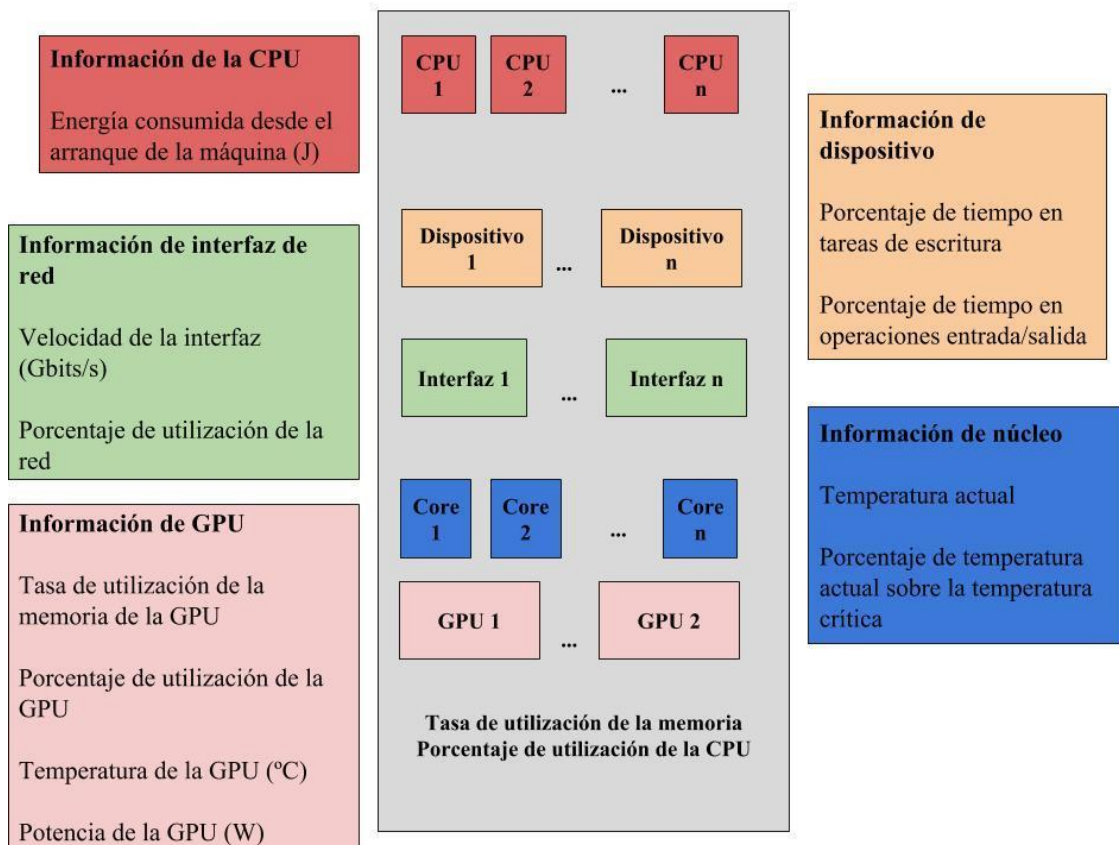 Información de la CPU
Energía consumida desde el
arranque de la máquina (J)
Información de interfaz de
red
Velocidad de la interfaz
(Gbits/s)
Porcentaje de utilización de la
red
Información de GPU
Tasa de utilización de la
memoria de la GPU
Porcentaje de utilización de la
GPU
Temperatura de la GPU (ºC)
Potencia de la GPU (W)
CPU
1
CPU
2
...
CPU
n
Dispositivo
1
...
Dispositivo
n
Interfaz 1
...
Interfaz n
Core
1
Core
2
...
Core
n
GPU 1
...
GPU 2
Tasa de utilización de la memoria
Porcentaje de utilización de la CPU
Información de
dispositivo
Porcentaje de tiempo en
tareas de escritura
Porcentaje de tiempo en
operaciones entrada/salida
Información de núcleo
Temperatura actual
Porcentaje de temperatura
actual sobre la temperatura
crítica